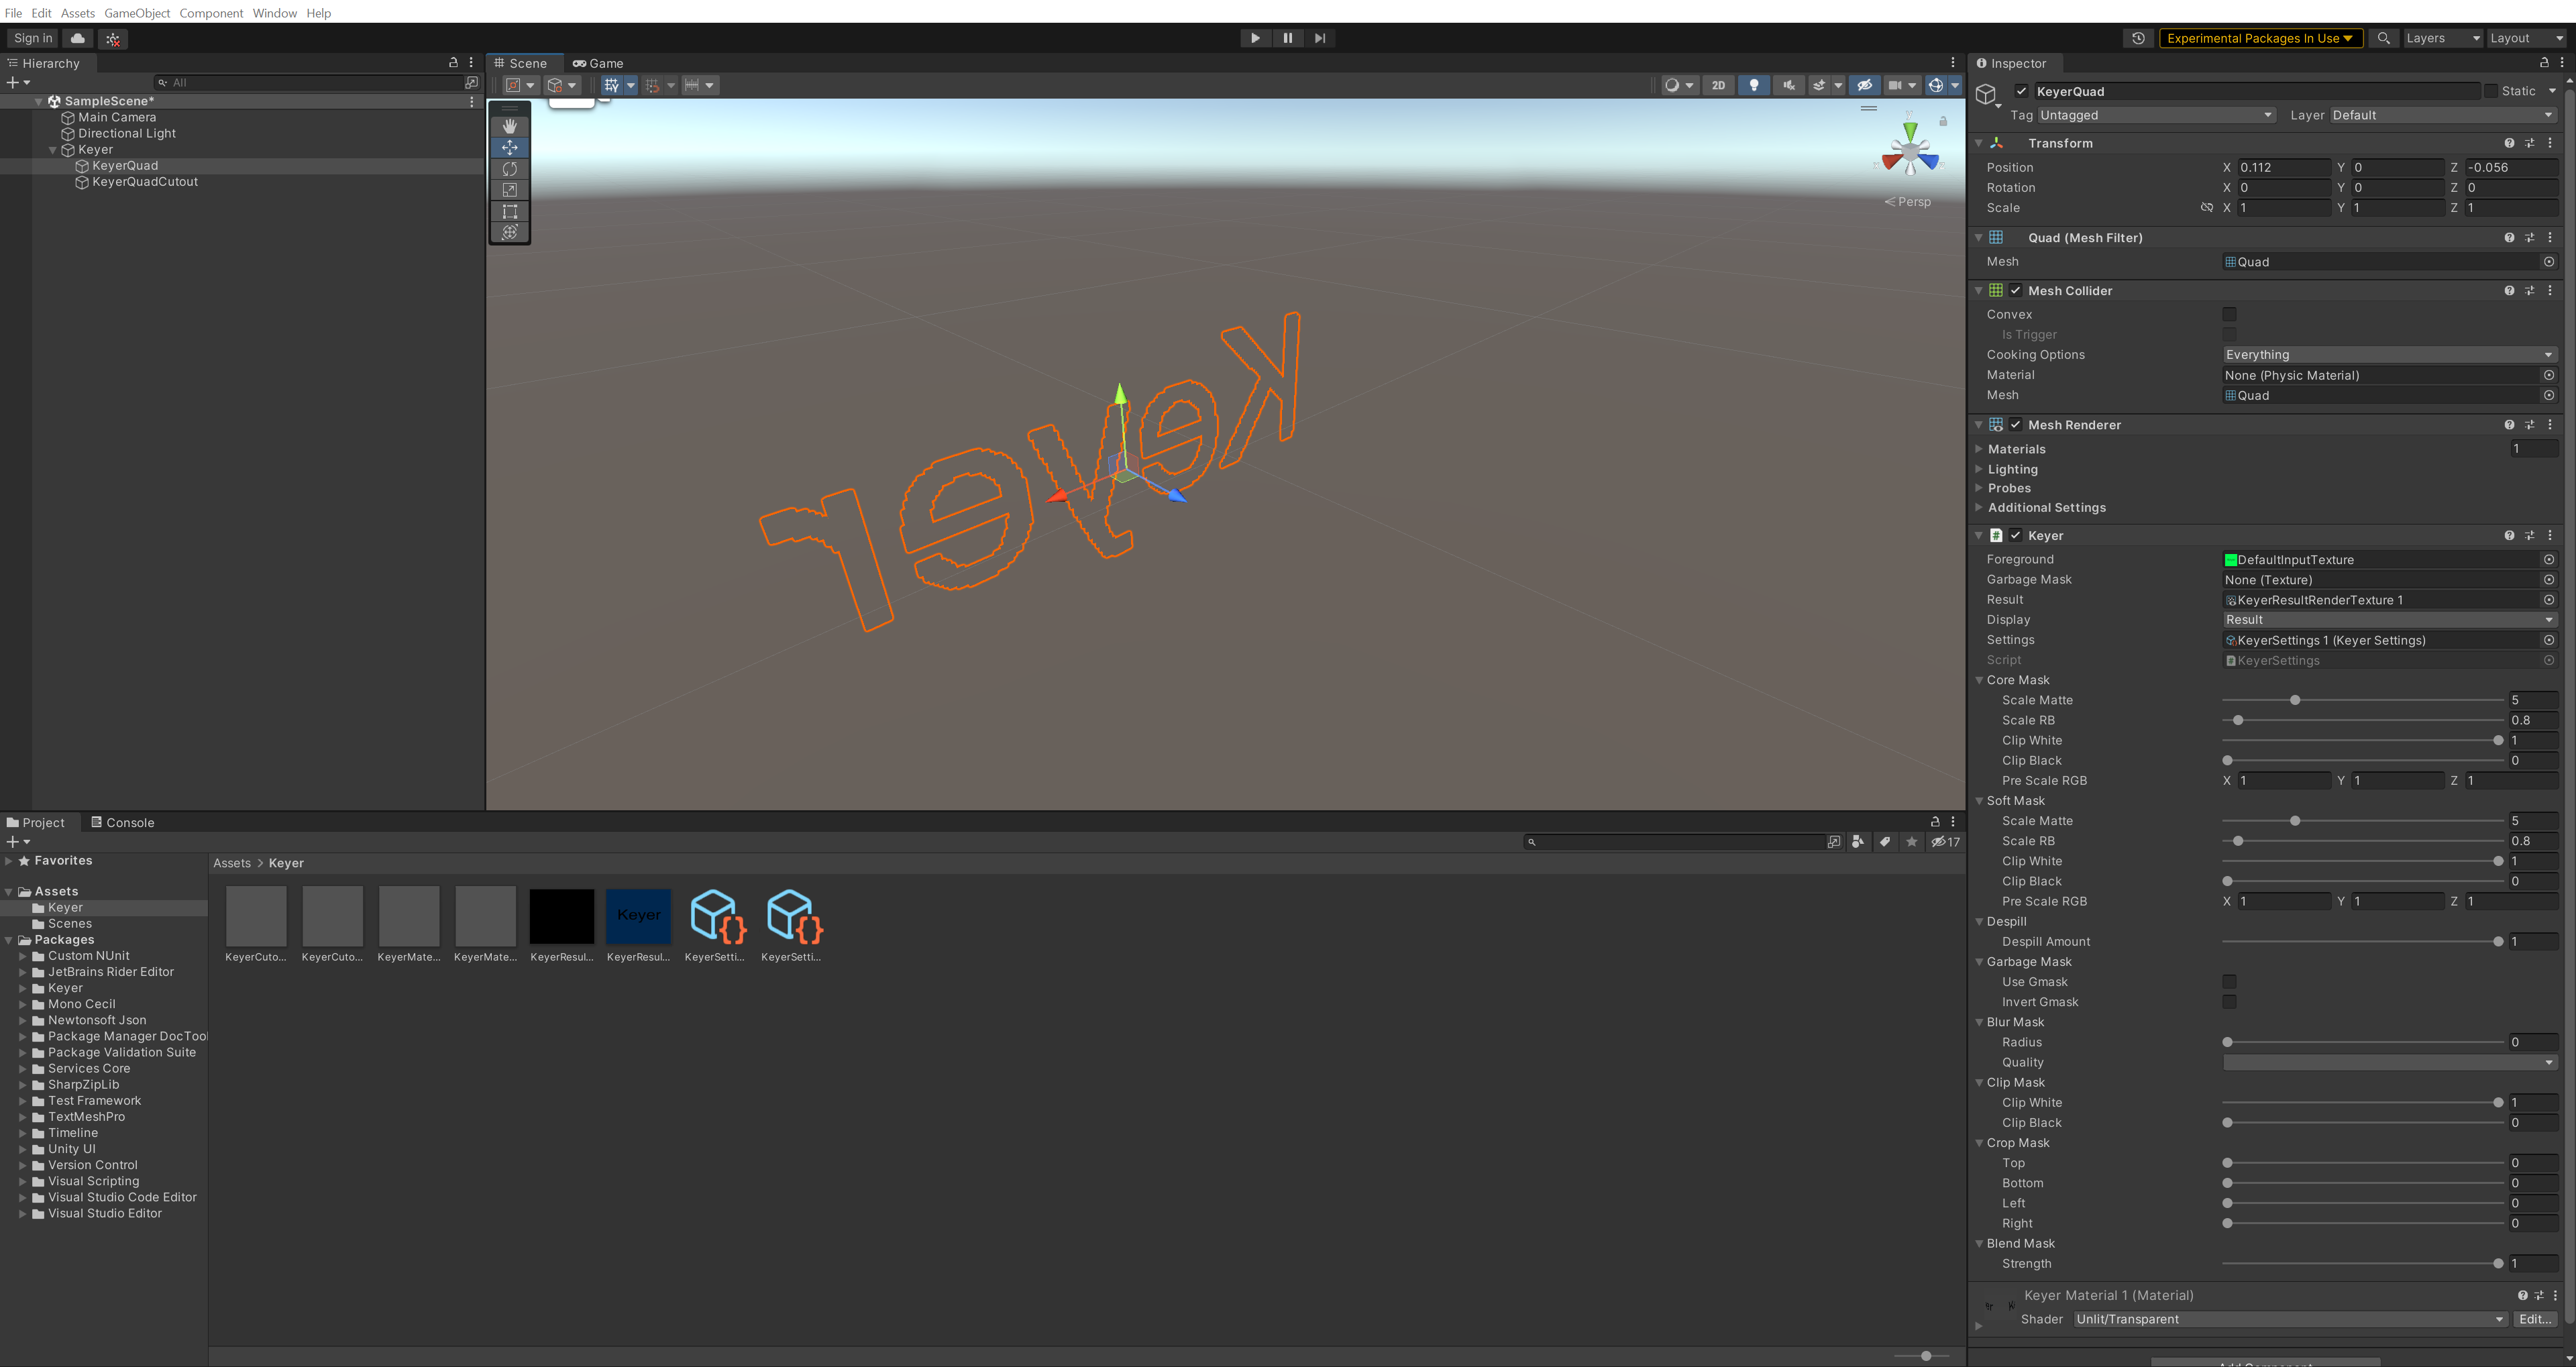 File Edit Assets GameObject Component Window Help
Sign in
Experimental Packages In Use
Layers
Layout
Hierarchy
All
SampleScene*
Main Camera
Directional Light
Keyer
KeyerQuad
KeyerQuadCutout
Scene
Game
2D
Persp
Keyer
Inspector
KeyerQuad
Static
Tag Untagged
Layer Default
Transform
Position X 0.112 Y 0 Z -0.056
Rotation X 0 Y 0 Z 0
Scale X 1 Y 1 Z 1
Quad (Mesh Filter)
Mesh Quad
Mesh Collider
Convex
Is Trigger
Cooking Options Everything
Material None (Physic Material)
Mesh Quad
Mesh Renderer
Materials 1
Lighting
Probes
Additional Settings
Keyer
Foreground DefaultInputTexture
Garbage Mask None (Texture)
Result KeyerResultRenderTexture 1
Display Result
Settings KeyerSettings 1 (Keyer Settings)
Script KeyerSettings
Core Mask
Scale Matte 5
Scale RB 0.8
Clip White 1
Clip Black 0
Pre Scale RGB X 1 Y 1 Z 1
Soft Mask
Scale Matte 5
Scale RB 0.8
Clip White 1
Clip Black 0
Pre Scale RGB X 1 Y 1 Z 1
Despill
Despill Amount 1
Garbage Mask
Use Gmask
Invert Gmask
Blur Mask
Radius 0
Quality
Clip Mask
Clip White 1
Clip Black 0
Crop Mask
Top 0
Bottom 0
Left 0
Right 0
Blend Mask
Strength 1
Keyer Material 1 (Material)
Shader Unlit/Transparent Edit...
Project
Console
17
Favorites
Assets
Keyer
Scenes
Packages
Custom NUnit
JetBrains Rider Editor
Keyer
Mono Cecil
Newtonsoft Json
Package Manager DocTool
Package Validation Suite
Services Core
SharpZipLib
Test Framework
TextMeshPro
Timeline
Unity UI
Version Control
Visual Scripting
Visual Studio Code Editor
Visual Studio Editor
Assets > Keyer
Keyer
KeyerCuto... KeyerCuto... KeyerMate... KeyerMate... KeyerResul... KeyerResul... KeyerSetti... KeyerSetti...